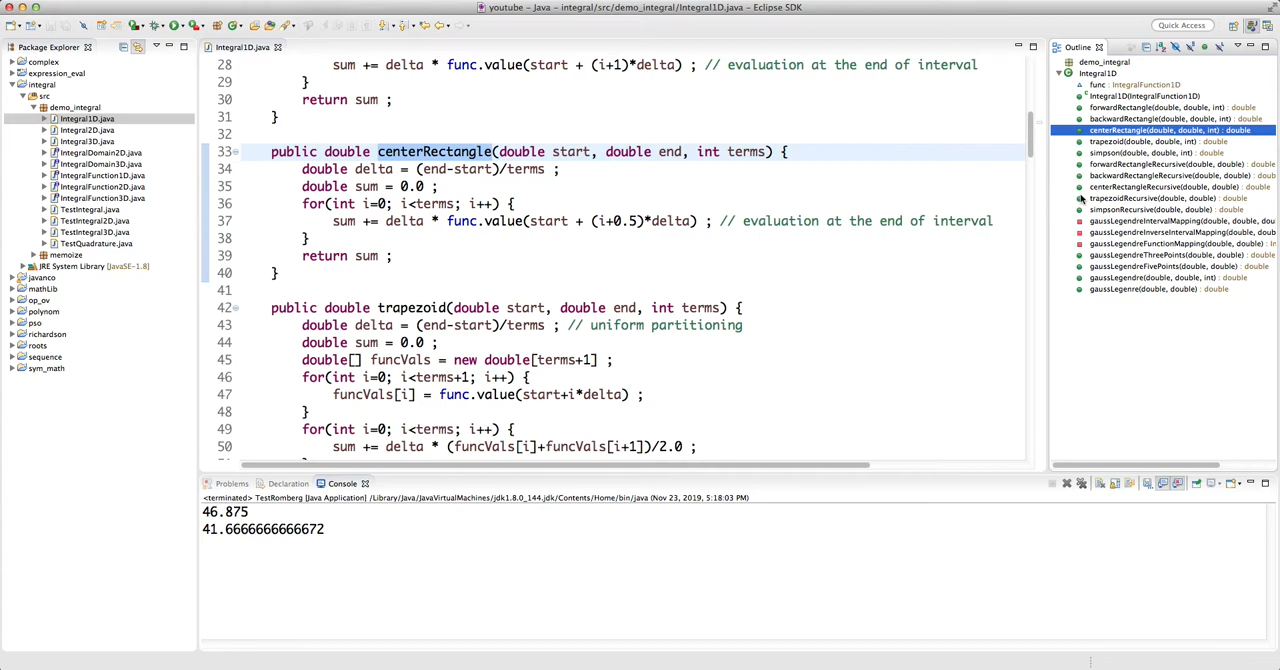 youtube - Java - integral/src/demo_integral/Integral1D.java - Eclipse SDK
Quick Access
Package Explorer
complex
expression_eval
integral
src
demo_integral
Integral1D.java
Integral2D.java
Integral3D.java
IntegralDomain2D.java
IntegralDomain3D.java
IntegralFunction1D.java
IntegralFunction2D.java
IntegralFunction3D.java
TestIntegral.java
TestIntegral2D.java
TestIntegral3D.java
TestQuadrature.java
memoize
JRE System Library [JavaSE-1.8]
javanco
mathLib
op_ov
polynom
pso
richardson
roots
sequence
sym_math
Integral1D.java
28 sum += delta * func.value(start + (i+1)*delta) ; // evaluation at the end of interval
29 }
30 return sum ;
31 }
32
33 public double centerRectangle(double start, double end, int terms) {
34 double delta = (end-start)/terms ;
35 double sum = 0.0 ;
36 for(int i=0; i<terms; i++) {
37 sum += delta * func.value(start + (i+0.5)*delta) ; // evaluation at the end of interval
38 }
39 return sum ;
40 }
41
42 public double trapezoid(double start, double end, int terms) {
43 double delta = (end-start)/terms ; // uniform partitioning
44 double sum = 0.0 ;
45 double[] funcVals = new double[terms+1] ;
46 for(int i=0; i<terms+1; i++) {
47 funcVals[i] = func.value(start+i*delta) ;
48 }
49 for(int i=0; i<terms; i++) {
50 sum += delta * (funcVals[i]+funcVals[i+1])/2.0 ;
Outline
demo_integral
Integral1D
func : IntegralFunction1D
Integral1D(IntegralFunction1D)
forwardRectangle(double, double, int) : double
backwardRectangle(double, double, int) : double
centerRectangle(double, double, int) : double
trapezoid(double, double, int) : double
simpson(double, double, int) : double
forwardRectangleRecursive(double, double) : double
backwardRectangleRecursive(double, double) : doub
centerRectangleRecursive(double, double) : double
trapezoidRecursive(double, double) : double
simpsonRecursive(double, double) : double
gaussLegendreIntervalMapping(double, double, dou
gaussLegendreInverseIntervalMapping(double, doub
gaussLegendreFunctionMapping(double, double) : In
gaussLegendreThreePoints(double, double) : double
gaussLegendreFivePoints(double, double) : double
gaussLegendre(double, double, int) : double
gaussLegenre(double, double) : double
Problems Declaration Console
<terminated> TestRomberg [Java Application] /Library/Java/JavaVirtualMachines/jdk1.8.0_144.jdk/Contents/Home/bin/java (Nov 23, 2019, 5:18:03 PM)
46.875
41.6666666666672